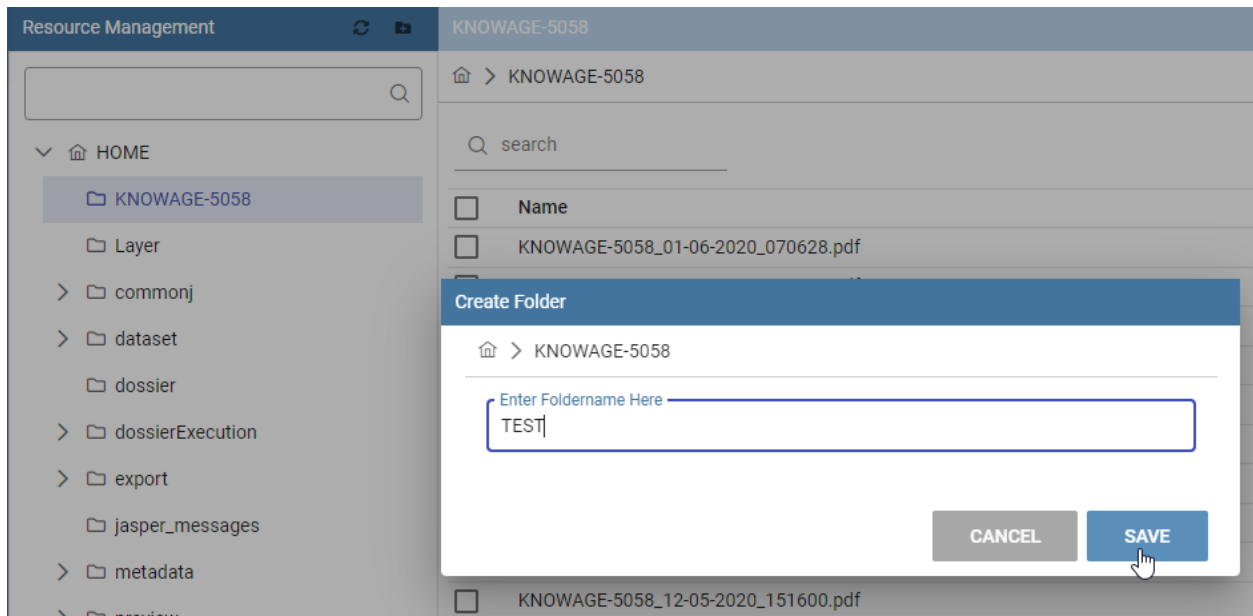 Resource Management
KNOWAGE-5058
KNOWAGE-5058
HOME
KNOWAGE-5058
Layer
commonj
dataset
dossier
dossierExecution
export
jasper_messages
metadata
search
Name
KNOWAGE-5058_01-06-2020_070628.pdf
Create Folder
KNOWAGE-5058
Enter Foldername Here
TEST
CANCEL
SAVE
KNOWAGE-5058_12-05-2020_151600.pdf